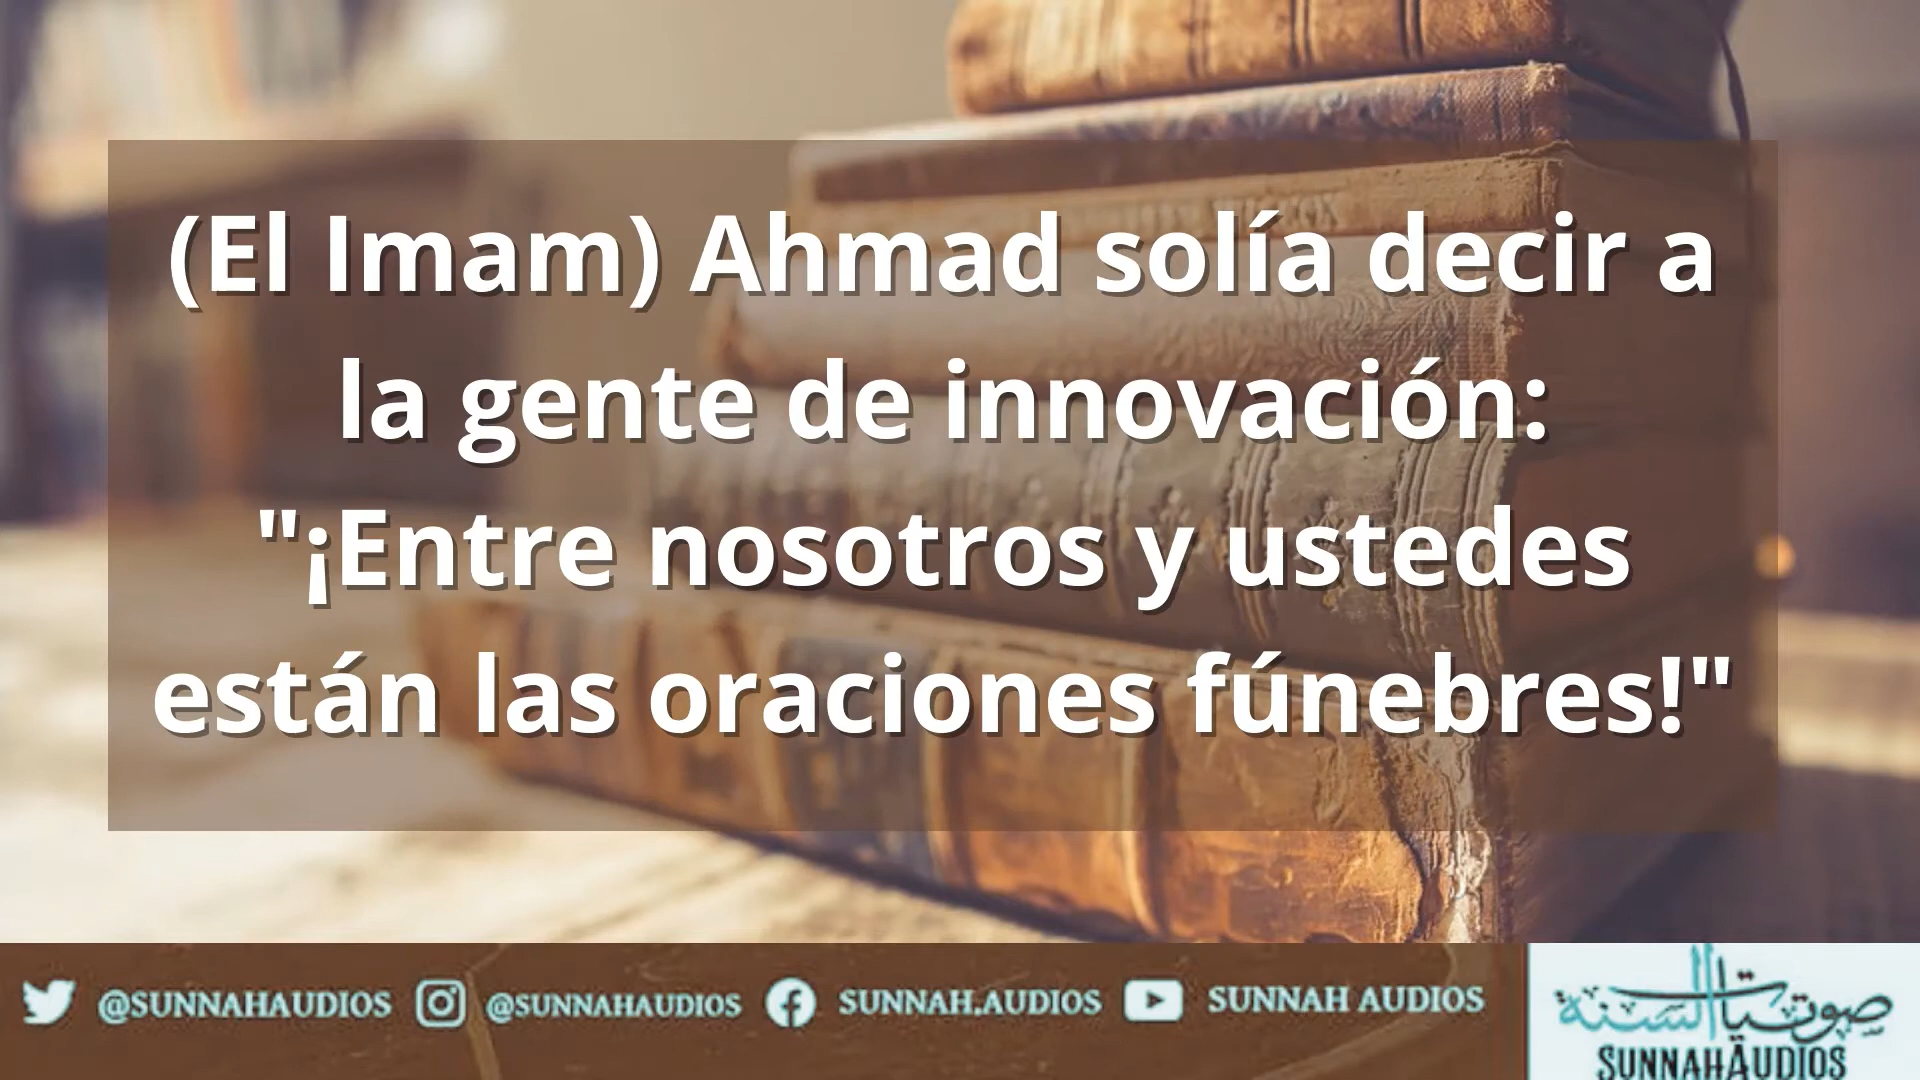 (El Imam) Ahmad solía decir a
la gente de innovación:
"¡Entre nosotros y ustedes
están las oraciones fúnebres!"
@SUNNAHAUDIOS @SUNNAHAUDIOS SUNNAH.AUDIOS SUNNAH AUDIOS
صوتيات السنة
SUNNAHAUDIOS